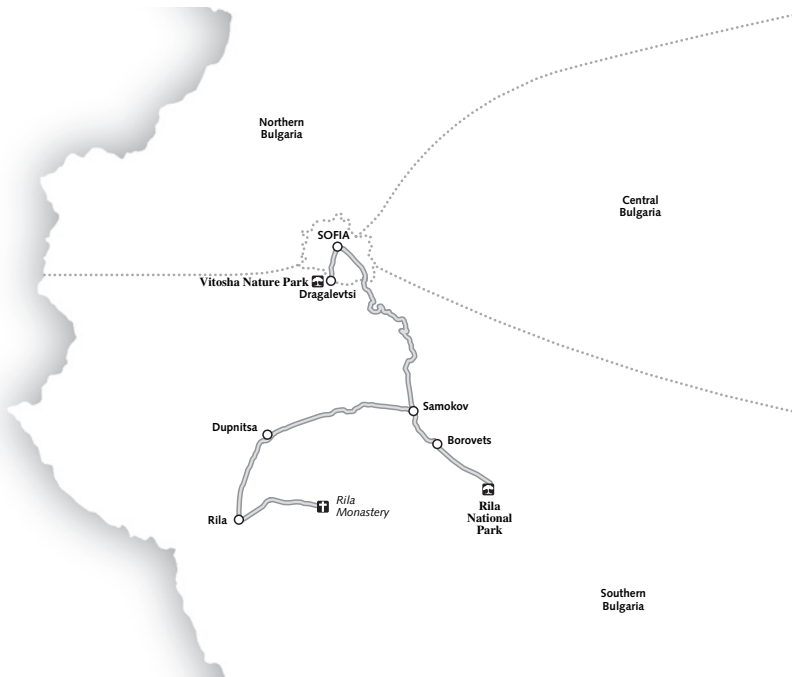 Northern
Bulgaria
Central
Bulgaria
SOFIA
Vitosha Nature Park
Dragalevtsi
Samokov
Dupnitsa
Borovets
Rila
Monastery
Rila
National
Park
Rila
Southern
Bulgaria